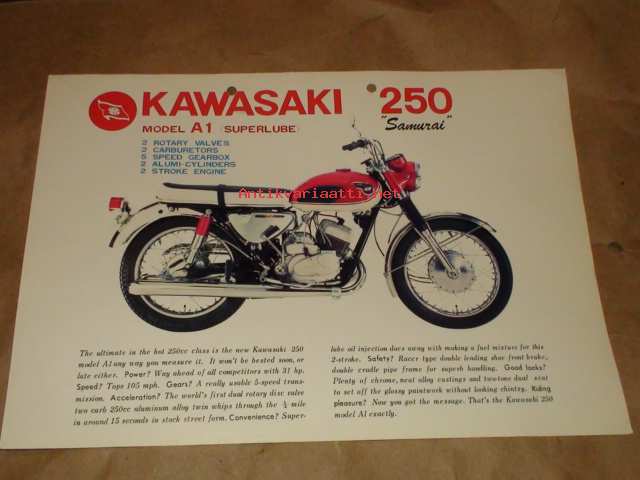 KAWASAKI 250
"Samurai"
MODEL A1 (SUPERLUBE)
2 ROTARY VALVES
2 CARBURETORS
5 SPEED GEARBOX
2 ALUMI-CYLINDERS
2 STROKE ENGINE
Antikvariaatti.net
The ultimate in the hot 250cc class is the new Kawasaki 250
model A1 any way you measure it. It won't be bested soon, or
late either. Power? Way ahead of all competitors with 31 hp.
Speed? Tops 105 mph. Gears? A really usable 5-speed trans-
mission. Acceleration? The world's first dual rotary disc valve
two carb 250cc aluminum alloy twin whips through the ¼ mile
in around 15 seconds in stock street form. Convenience? Super-
lube oil injection does away with making a fuel mixture for this
2-stroke. Safety? Racer type double leading shoe front brake,
double cradle pipe frame for superb handling. Good looks?
Plenty of chrome, neat alloy castings and twotone dual seat
to set off the glossy paintwork without looking chintzy. Riding
pleasure? Now you got the message. That's the Kawasaki 250
model A1 exactly.